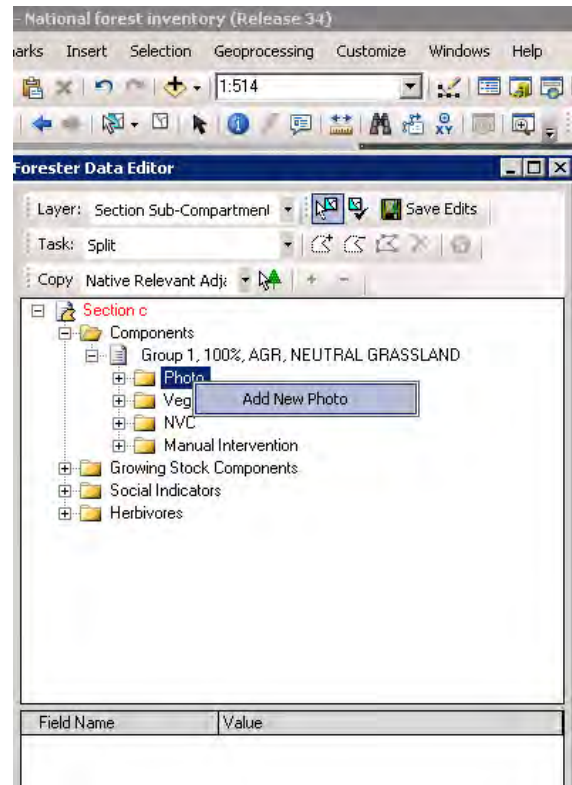 - National forest inventory (Release 34)
arks Insert Selection Geoprocessing Customize Windows Help
1:514
XY
Forester Data Editor
Layer: Section Sub-Compartment Save Edits
Task: Split
Copy Native Relevant Adj
Section c
Components
Group 1, 100%, AGR, NEUTRAL GRASSLAND
Photo
Add New Photo
Veg
NVC
Manual Intervention
Growing Stock Components
Social Indicators
Herbivores
Field Name Value